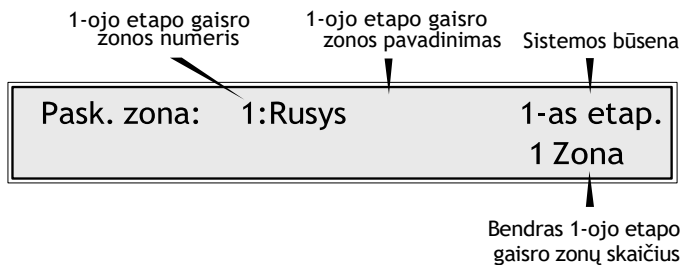 1-ojo etapo gaisro
zonos numeris
1-ojo etapo gaisro
zonos pavadinimas
Sistemos būsena
Pask. zona: 1:Rusys 1-as etap.
1 Zona
Bendras 1-ojo etapo
gaisro zonų skaičius